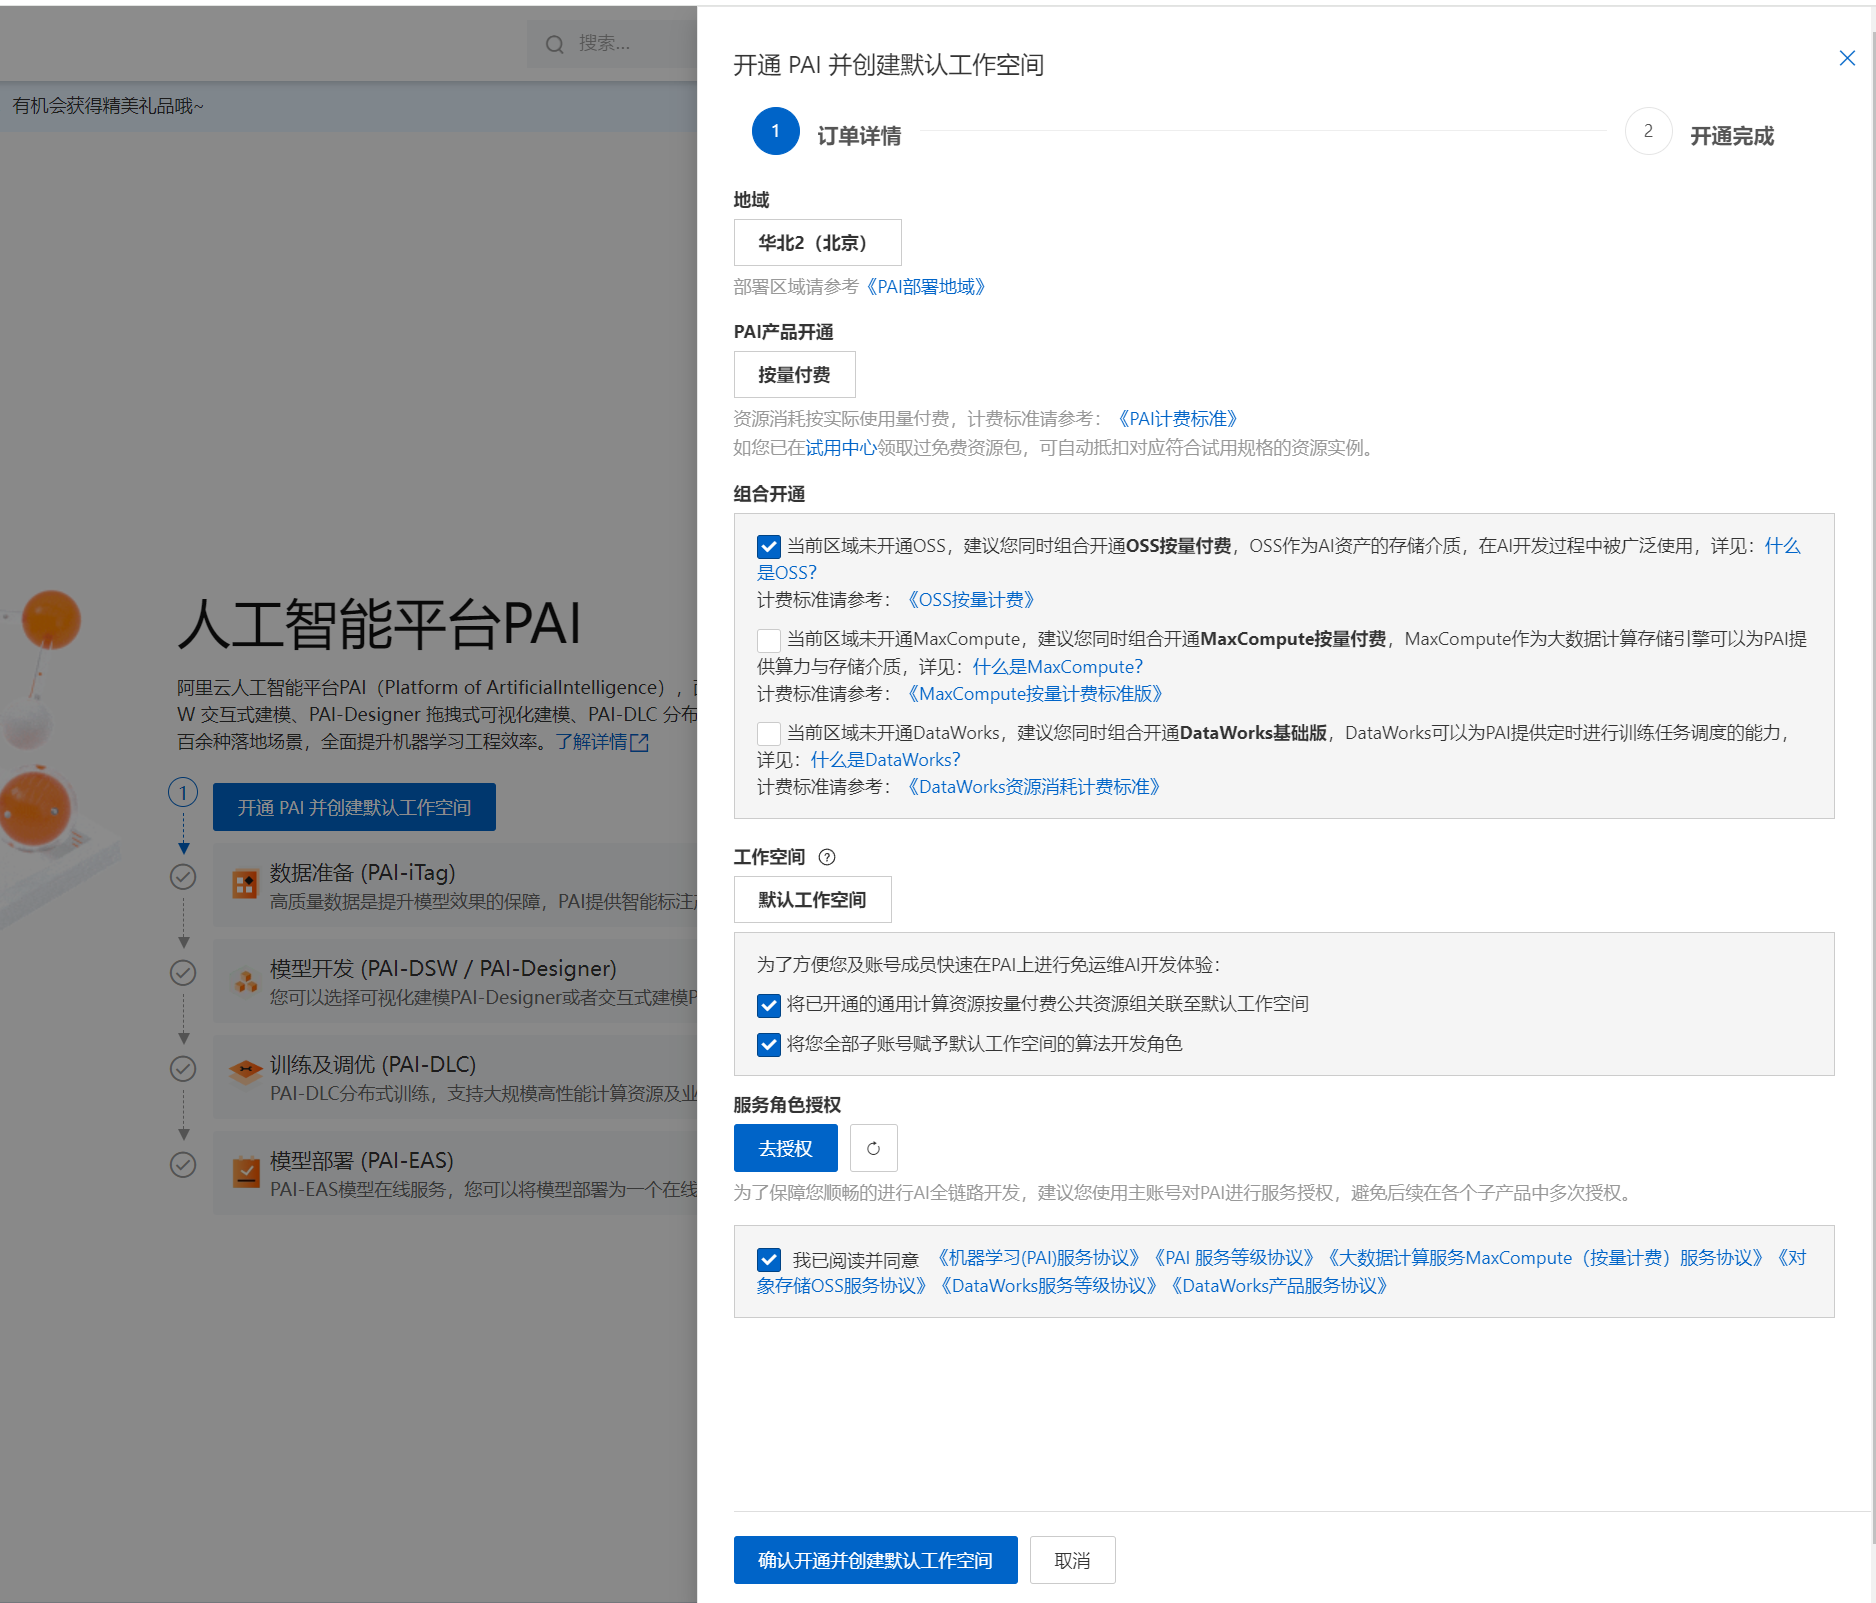 搜索...
有机会获得精美礼品哦~
人工智能平台PAI
阿里云人工智能平台PAI（Platform of ArtificialIntelligence），
W 交互式建模、PAI-Designer 拖拽式可视化建模、PAI-DLC 分布
百余种落地场景，全面提升机器学习工程效率。了解详情
1
开通 PAI 并创建默认工作空间
数据准备 (PAI-iTag)
高质量数据是提升模型效果的保障，PAI提供智能标注
模型开发 (PAI-DSW / PAI-Designer)
您可以选择可视化建模PAI-Designer或者交互式建模P
训练及调优 (PAI-DLC)
PAI-DLC分布式训练，支持大规模高性能计算资源及业
模型部署 (PAI-EAS)
PAI-EAS模型在线服务，您可以将模型部署为一个在线
开通 PAI 并创建默认工作空间
1 订单详情
2 开通完成
地域
华北2（北京）
部署区域请参考《PAI部署地域》
PAI产品开通
按量付费
资源消耗按实际使用量付费，计费标准请参考：《PAI计费标准》
如您已在试用中心领取过免费资源包，可自动抵扣对应符合试用规格的资源实例。
组合开通
当前区域未开通OSS，建议您同时组合开通OSS按量付费，OSS作为AI资产的存储介质，在AI开发过程中被广泛使用，详见：什么
是OSS?
计费标准请参考：《OSS按量计费》
当前区域未开通MaxCompute，建议您同时组合开通MaxCompute按量付费，MaxCompute作为大数据计算存储引擎可以为PAI提
供算力与存储介质，详见：什么是MaxCompute?
计费标准请参考：《MaxCompute按量计费标准版》
当前区域未开通DataWorks，建议您同时组合开通DataWorks基础版，DataWorks可以为PAI提供定时进行训练任务调度的能力，
详见：什么是DataWorks?
计费标准请参考：《DataWorks资源消耗计费标准》
工作空间
默认工作空间
为了方便您及账号成员快速在PAI上进行免运维AI开发体验：
将已开通的通用计算资源按量付费公共资源组关联至默认工作空间
将您全部子账号赋予默认工作空间的算法开发角色
服务角色授权
去授权
为了保障您顺畅的进行AI全链路开发，建议您使用主账号对PAI进行服务授权，避免后续在各个子产品中多次授权。
我已阅读并同意 《机器学习(PAI)服务协议》《PAI 服务等级协议》《大数据计算服务MaxCompute（按量计费）服务协议》《对
象存储OSS服务协议》《DataWorks服务等级协议》《DataWorks产品服务协议》
确认开通并创建默认工作空间
取消